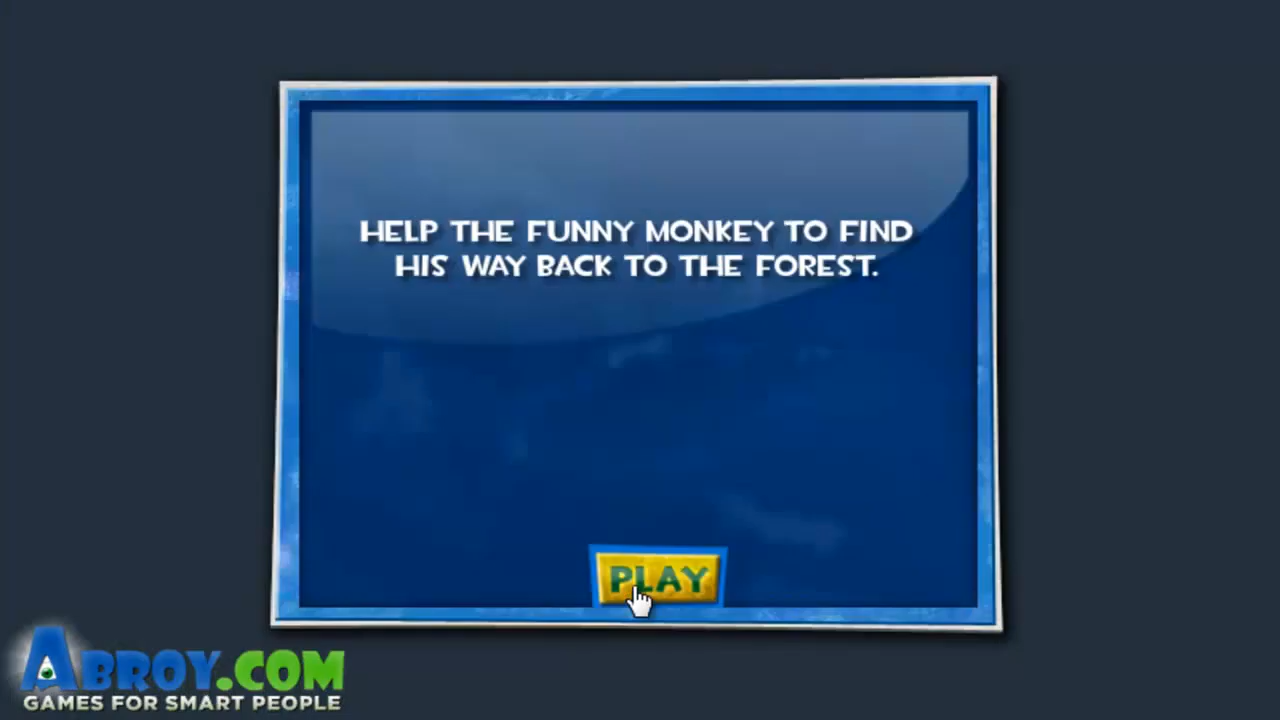 HELP THE FUNNY MONKEY TO FIND
HIS WAY BACK TO THE FOREST.
PLAY
ABROY.COM
GAMES FOR SMART PEOPLE